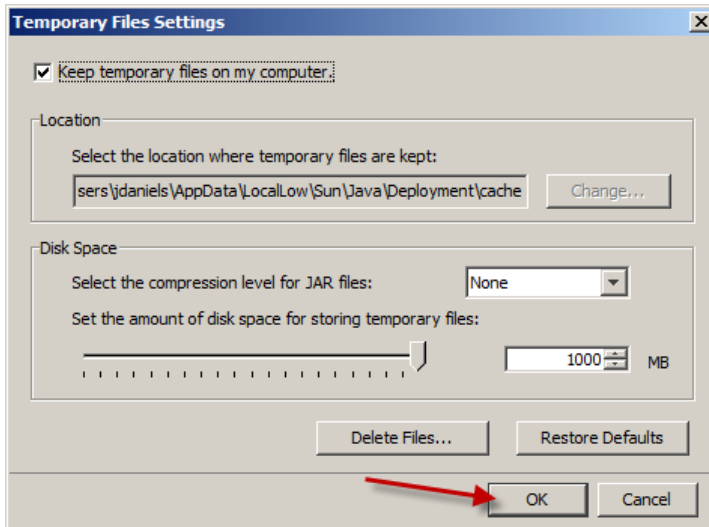 Temporary Files Settings
Keep temporary files on my computer.
Location
Select the location where temporary files are kept:
sers\jdaniels\AppData\LocalLow\Sun\Java\Deployment\cache
Change...
Disk Space
Select the compression level for JAR files:
None
Set the amount of disk space for storing temporary files:
1000
MB
Delete Files...
Restore Defaults
OK
Cancel